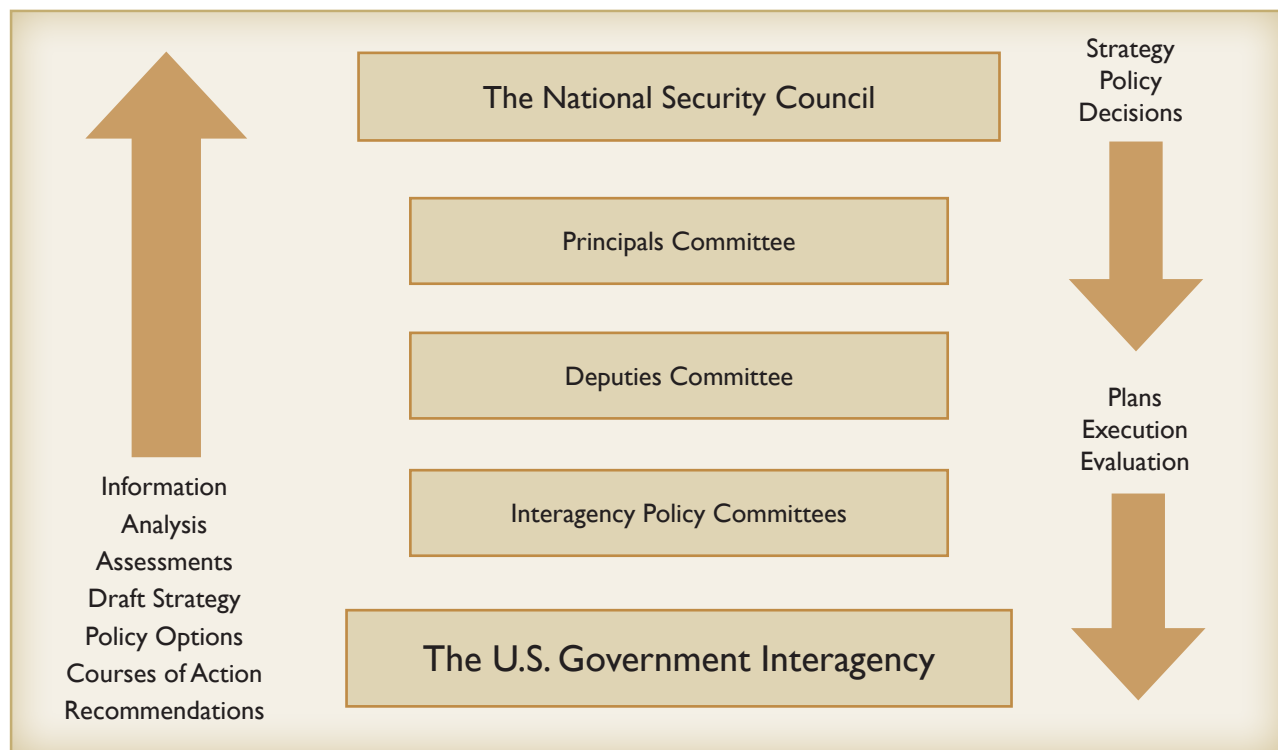 The National Security Council
Principals Committee
Deputies Committee
Interagency Policy Committees
The U.S. Government Interagency
Information
Analysis
Assessments
Draft Strategy
Policy Options
Courses of Action
Recommendations
Strategy
Policy
Decisions
Plans
Execution
Evaluation